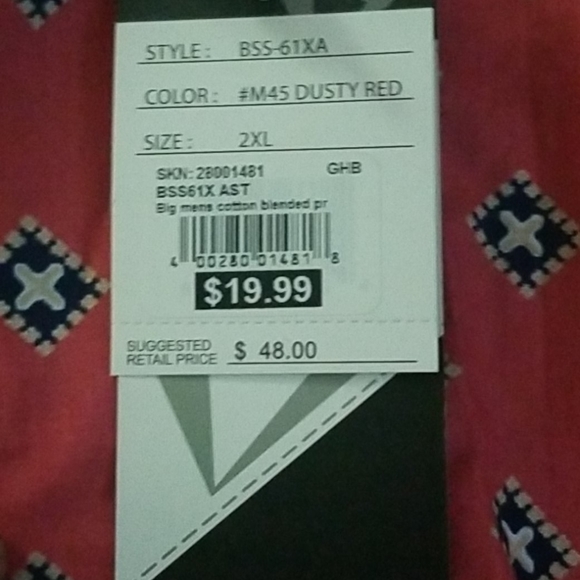 STYLE: BSS-61XA
COLOR: #M45 DUSTY RED
SIZE: 2XL
SKN: 28001481 GHB
BSS61X AST
Big mens cotton blended pr
4 00280 01481 8
$19.99
SUGGESTED
RETAIL PRICE $ 48.00